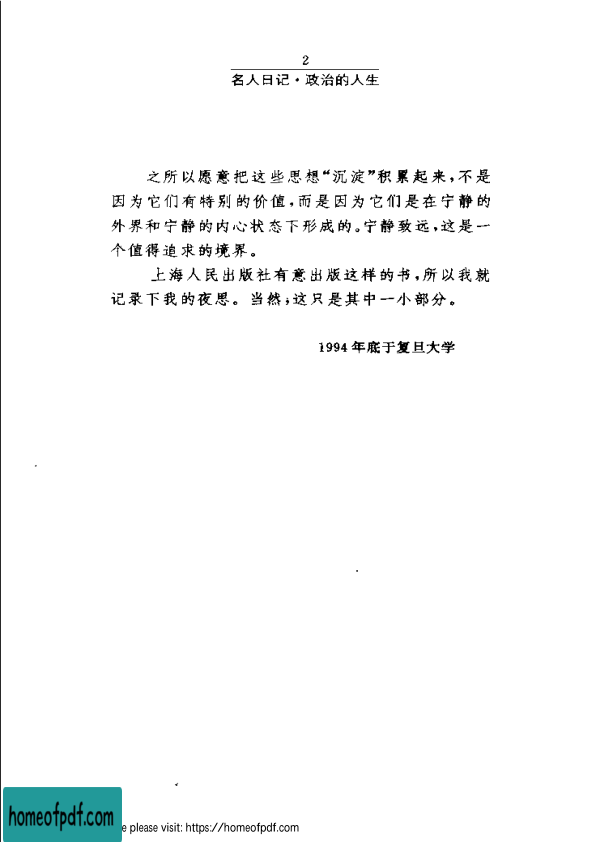 2
名人日记·政治的人生
之所以愿意把这些思想“沉淀”积累起来，不是
因为它们有特别的价值，而是因为它们是在宁静的
外界和宁静的内心状态下形成的。宁静致远，这是一
个值得追求的境界。
上海人民出版社有意出版这样的书，所以我就
记录下我的夜思。当然；这只是其中一小部分。
1994年底于复旦大学
homeofpdf.com
e please visit: https://homeofpdf.com